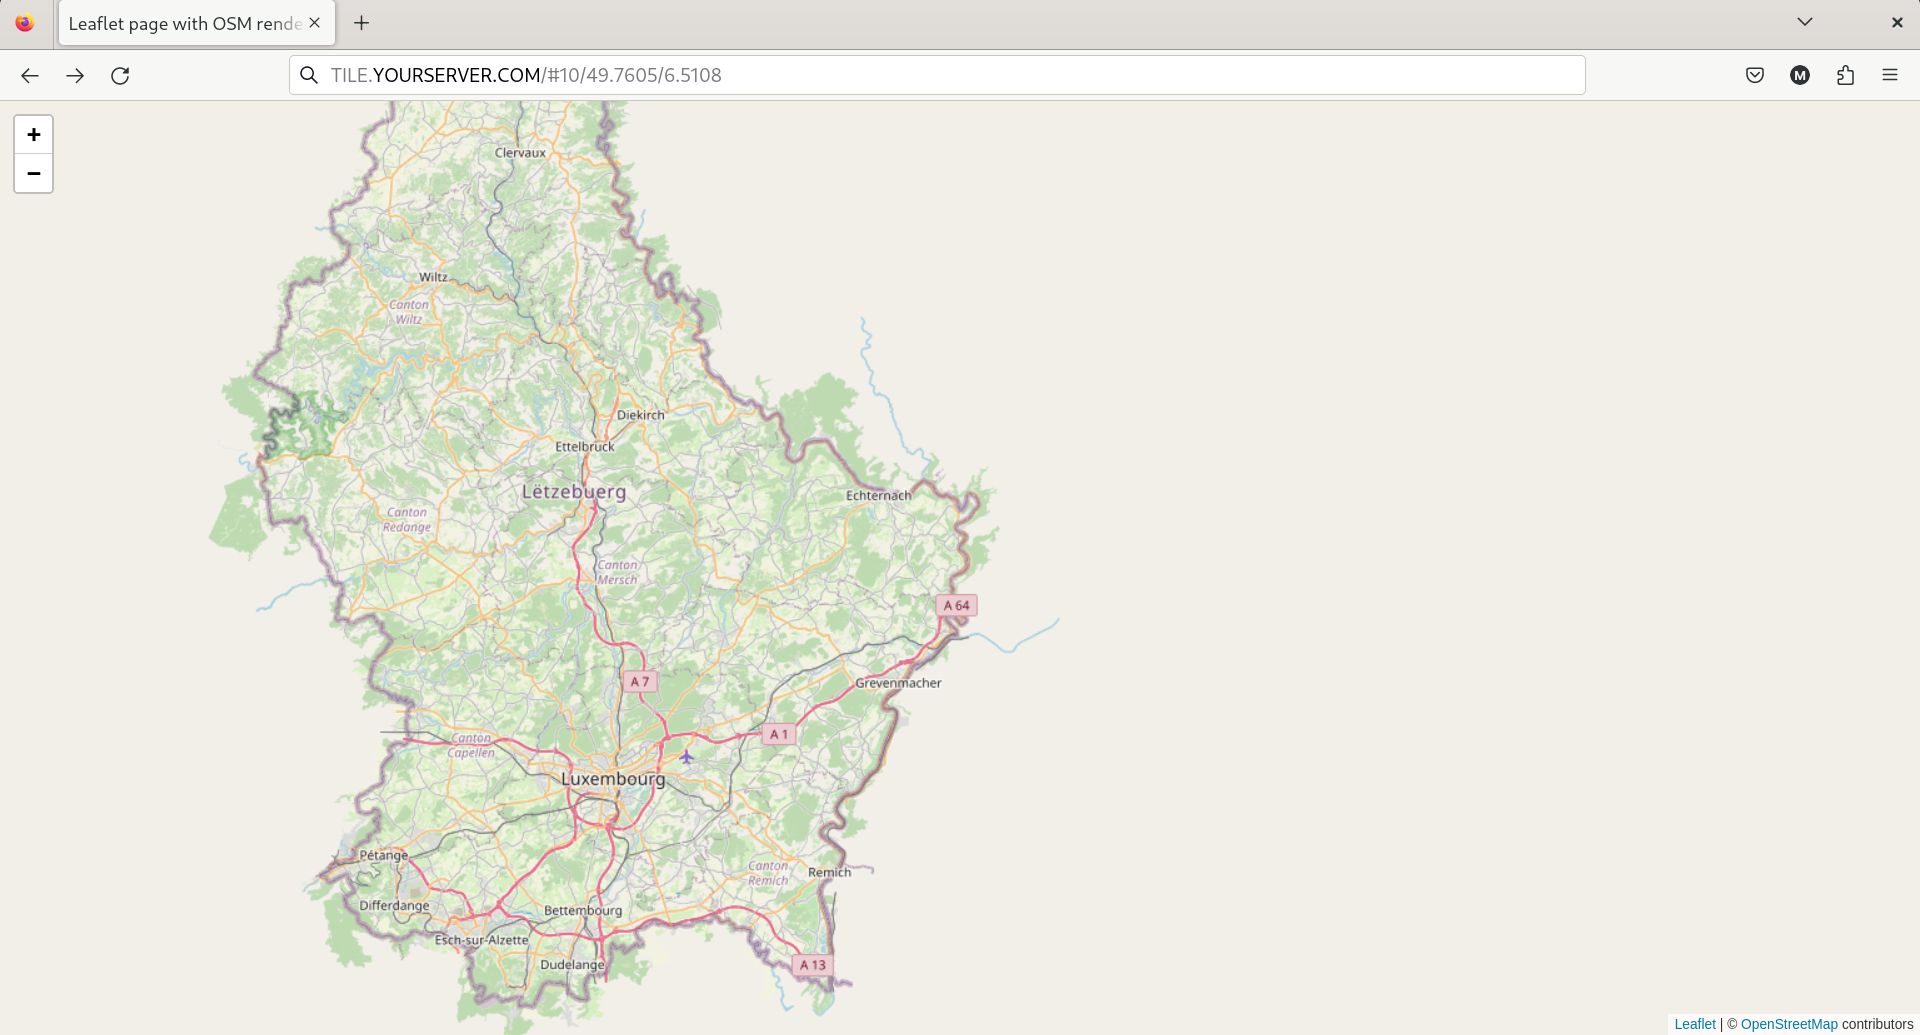 Leaflet page with OSM rende
TILE.YOURSERVER.COM/#10/49.7605/6.5108
M
+
−
Clervaux
Wiltz
Canton
Wiltz
Diekirch
Ettelbruck
Lëtzebuerg
Echternach
Canton
Redange
Canton
Mersch
A 64
A 7
Grevenmacher
A 1
Canton
Capellen
Luxembourg
Pétange
Canton
Remich
Remich
Differdange
Bettembourg
Esch-sur-Alzette
Dudelange
A 13
Leaflet | © OpenStreetMap contributors